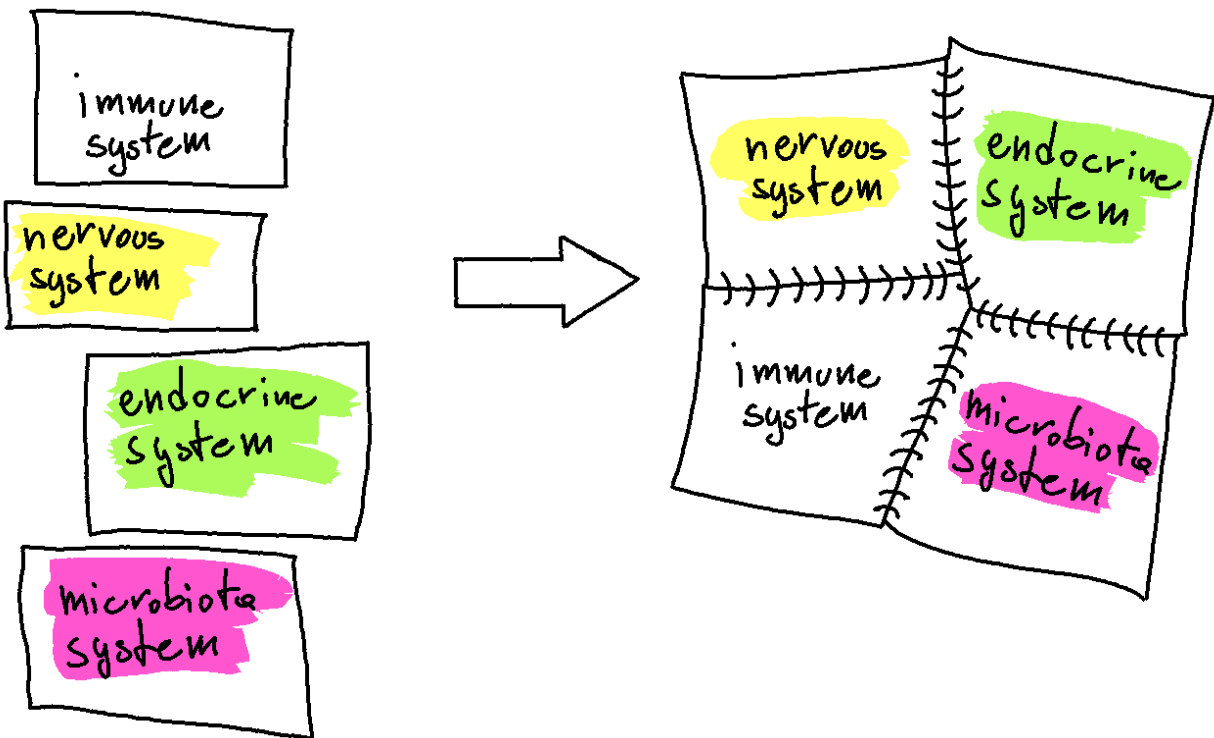 immune
system
nervous
system
endocrine
system
microbiota
system
nervous
system
endocrine
system
immune
system
microbiota
system